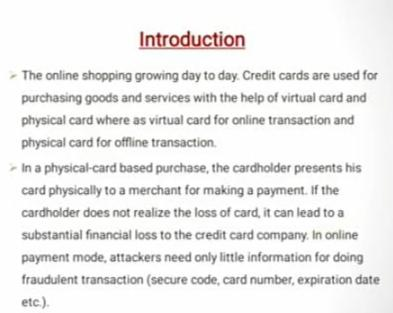 Introduction
➢ The online shopping growing day to day. Credit cards are used for
purchasing goods and services with the help of virtual card and
physical card where as virtual card for online transaction and
physical card for offline transaction.
➢ In a physical-card based purchase, the cardholder presents his
card physically to a merchant for making a payment. If the
cardholder does not realize the loss of card, it can lead to a
substantial financial loss to the credit card company. In online
payment mode, attackers need only little information for doing
fraudulent transaction (secure code, card number, expiration date
etc.).